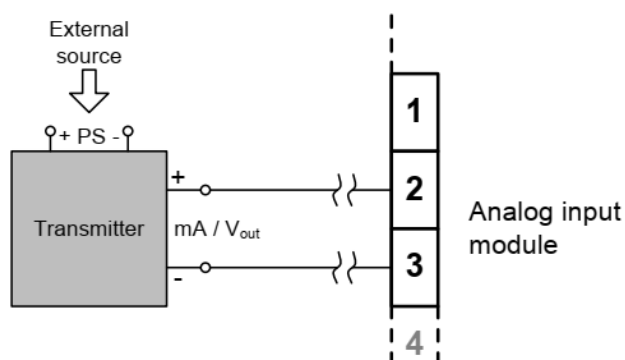 External
source
+ PS -
1
+
2
Transmitter
mA / Vout
Analog input
module
-
3
4